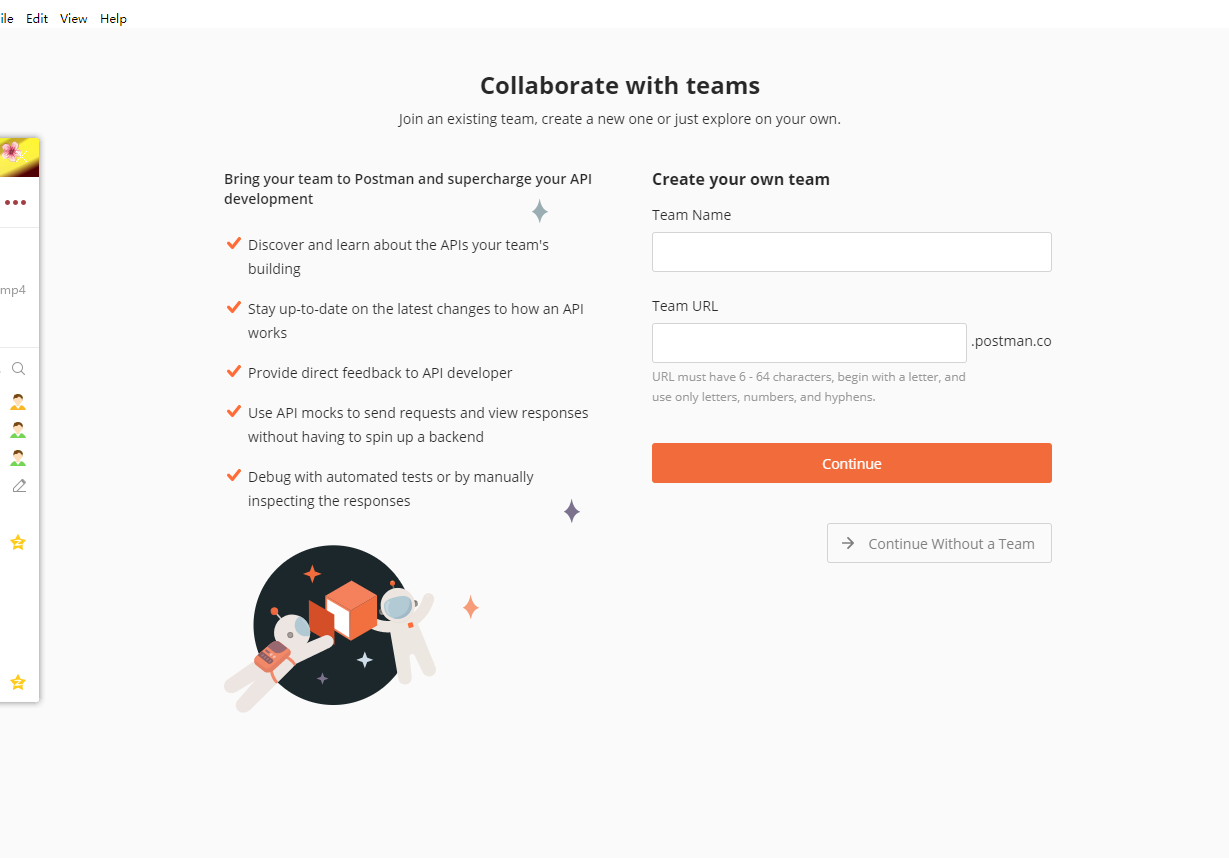 ile Edit View Help
Collaborate with teams
Join an existing team, create a new one or just explore on your own.
Bring your team to Postman and supercharge your API
development
Discover and learn about the APIs your team's
building
Stay up-to-date on the latest changes to how an API
works
Provide direct feedback to API developer
Use API mocks to send requests and view responses
without having to spin up a backend
Debug with automated tests or by manually
inspecting the responses
Create your own team
Team Name
Team URL
.postman.co
URL must have 6 - 64 characters, begin with a letter, and
use only letters, numbers, and hyphens.
Continue
Continue Without a Team
mp4